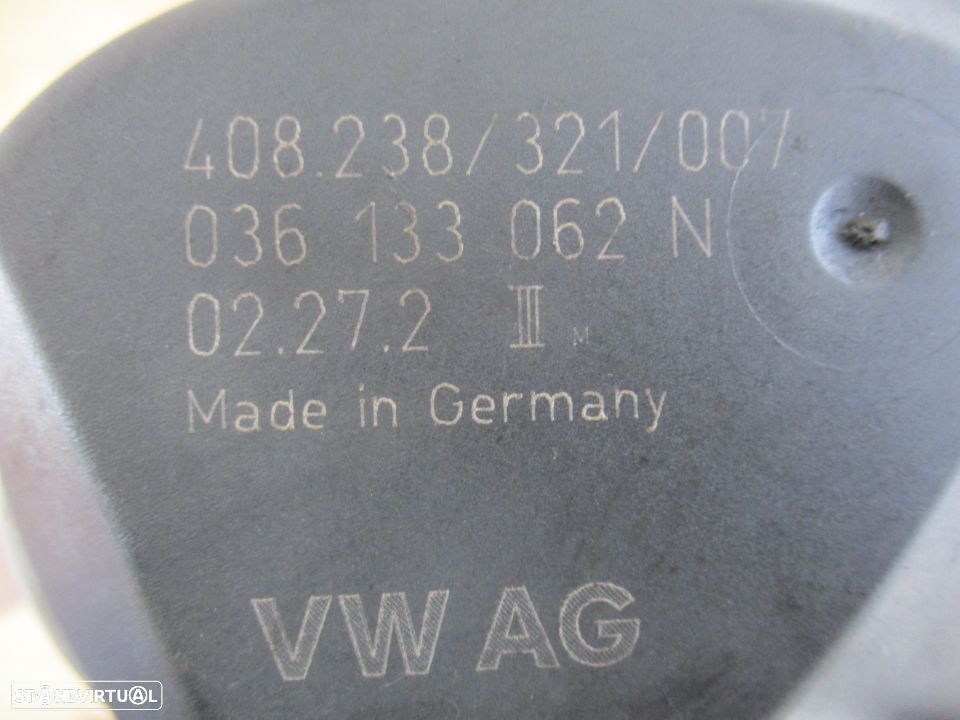 408.238/321/007
036 133 062 N
02.27.2 III M
Made in Germany
VW AG
STANDVIRTUAL